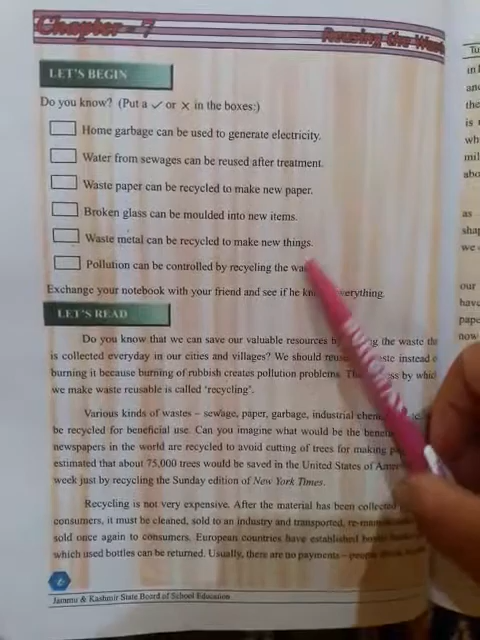 Chapter - 7
Reusing the Waste
LET'S BEGIN
Do you know? (Put a ✓ or × in the boxes:)
Home garbage can be used to generate electricity.
Water from sewages can be reused after treatment.
Waste paper can be recycled to make new paper.
Broken glass can be moulded into new items.
Waste metal can be recycled to make new things.
Pollution can be controlled by recycling the
Exchange your notebook with your friend and see if he everything.
LET'S READ
Do you know that we can save our valuable resources the waste
is collected everyday in our cities and villages? We should instead
burning it because burning of rubbish creates pollution problems. by
we make waste reusable is called 'recycling'.
Various kinds of wastes – sewage, paper, garbage, industrial
be recycled for beneficial use. Can you imagine what would be the
newspapers in the world are recycled to avoid cutting of trees for making
estimated that about 75,000 trees would be saved in the United States of
week just by recycling the Sunday edition of New York Times.
Recycling is not very expensive. After the material has been collected
consumers, it must be cleaned, sold to an industry and transported,
sold once again to consumers. European countries have established
which used bottles can be returned. Usually, there are no payments –
6
Jammu & Kashmir State Board of School Education